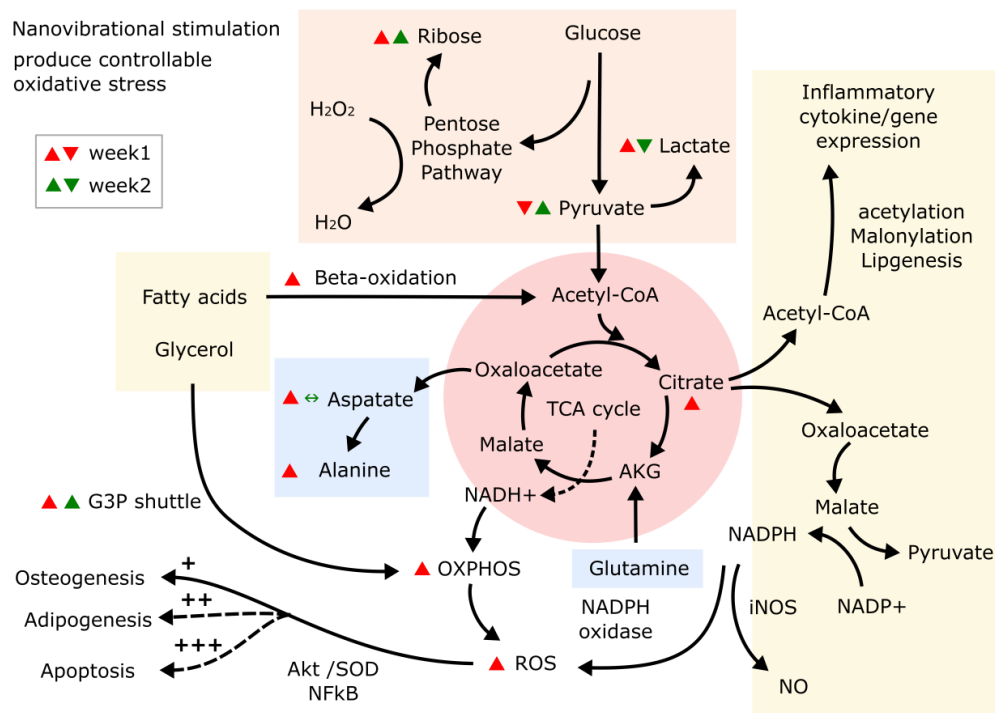 Nanovibrational stimulation
produce controllable
oxidative stress
week1
week2
Ribose
Glucose
H2O2
Pentose
Phosphate
Pathway
Lactate
H2O
Pyruvate
Inflammatory
cytokine/gene
expression
acetylation
Malonylation
Lipgenesis
Beta-oxidation
Fatty acids
Glycerol
Acetyl-CoA
Acetyl-CoA
Oxaloacetate
Citrate
Aspatate
TCA cycle
Oxaloacetate
Malate
Alanine
AKG
NADH+
Malate
G3P shuttle
NADPH
Pyruvate
OXPHOS
Glutamine
Osteogenesis
+
iNOS
NADP+
NADPH
oxidase
Adipogenesis
++
Apoptosis
+++
Akt /SOD
NFkB
ROS
NO